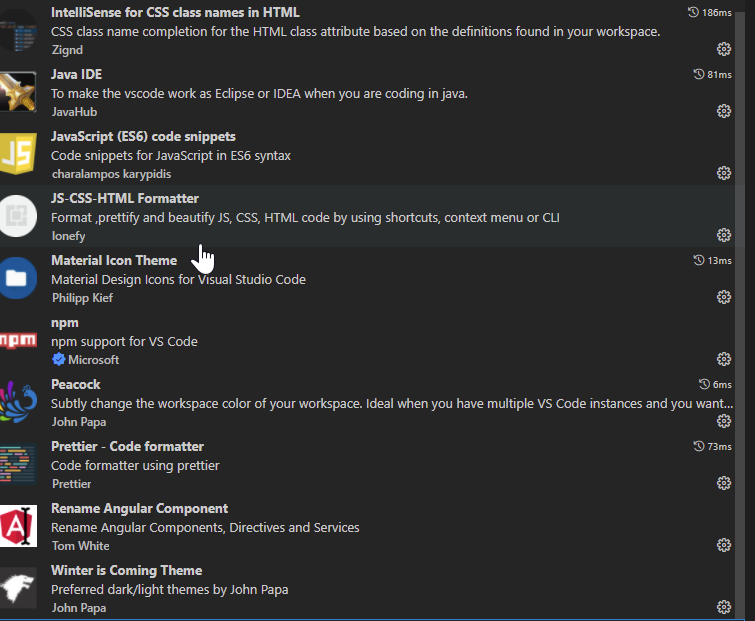 IntelliSense for CSS class names in HTML 186ms
CSS class name completion for the HTML class attribute based on the definitions found in your workspace.
Zignd
Java IDE 81ms
To make the vscode work as Eclipse or IDEA when you are coding in java.
JavaHub
JS
JavaScript (ES6) code snippets
Code snippets for JavaScript in ES6 syntax
charalampos karypidis
JS-CSS-HTML Formatter
Format ,prettify and beautify JS, CSS, HTML code by using shortcuts, context menu or CLI
lonefy
Material Icon Theme 13ms
Material Design Icons for Visual Studio Code
Philipp Kief
npm
npm
npm support for VS Code
Microsoft
Peacock 6ms
Subtly change the workspace color of your workspace. Ideal when you have multiple VS Code instances and you want...
John Papa
Prettier - Code formatter 73ms
Code formatter using prettier
Prettier
A
Rename Angular Component
Rename Angular Components, Directives and Services
Tom White
Winter is Coming Theme
Preferred dark/light themes by John Papa
John Papa